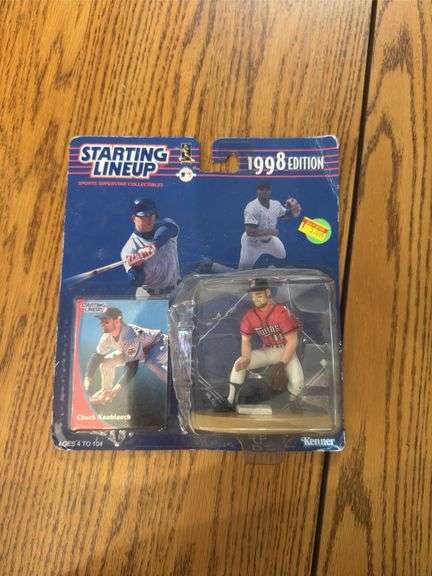 STARTING
LINEUP
SPORTS SUPERSTAR COLLECTIBLES
1998 EDITION
STARTING
LINEUP
Twins
Chuck Knoblauch
AGES 4 TO 104
Kenner